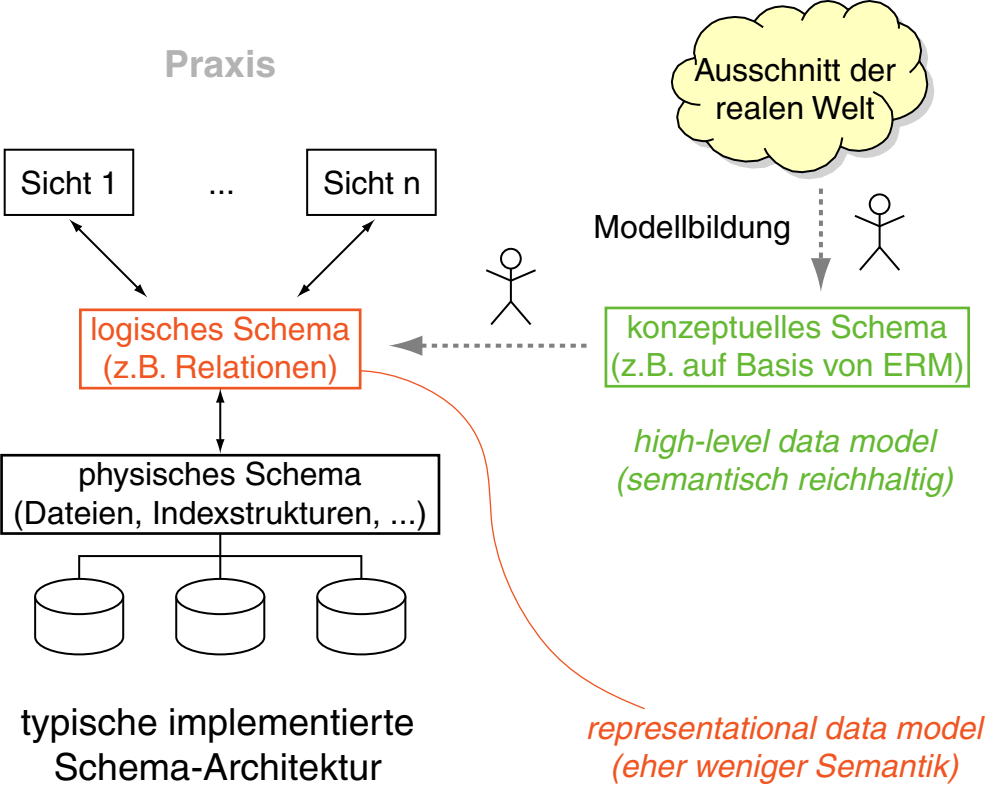 Praxis
Ausschnitt der
realen Welt
Sicht 1
...
Sicht n
Modellbildung
logisches Schema
(z.B. Relationen)
konzeptuelles Schema
(z.B. auf Basis von ERM)
high-level data model
(semantisch reichhaltig)
physisches Schema
(Dateien, Indexstrukturen, ...)
typische implementierte
Schema-Architektur
representational data model
(eher weniger Semantik)